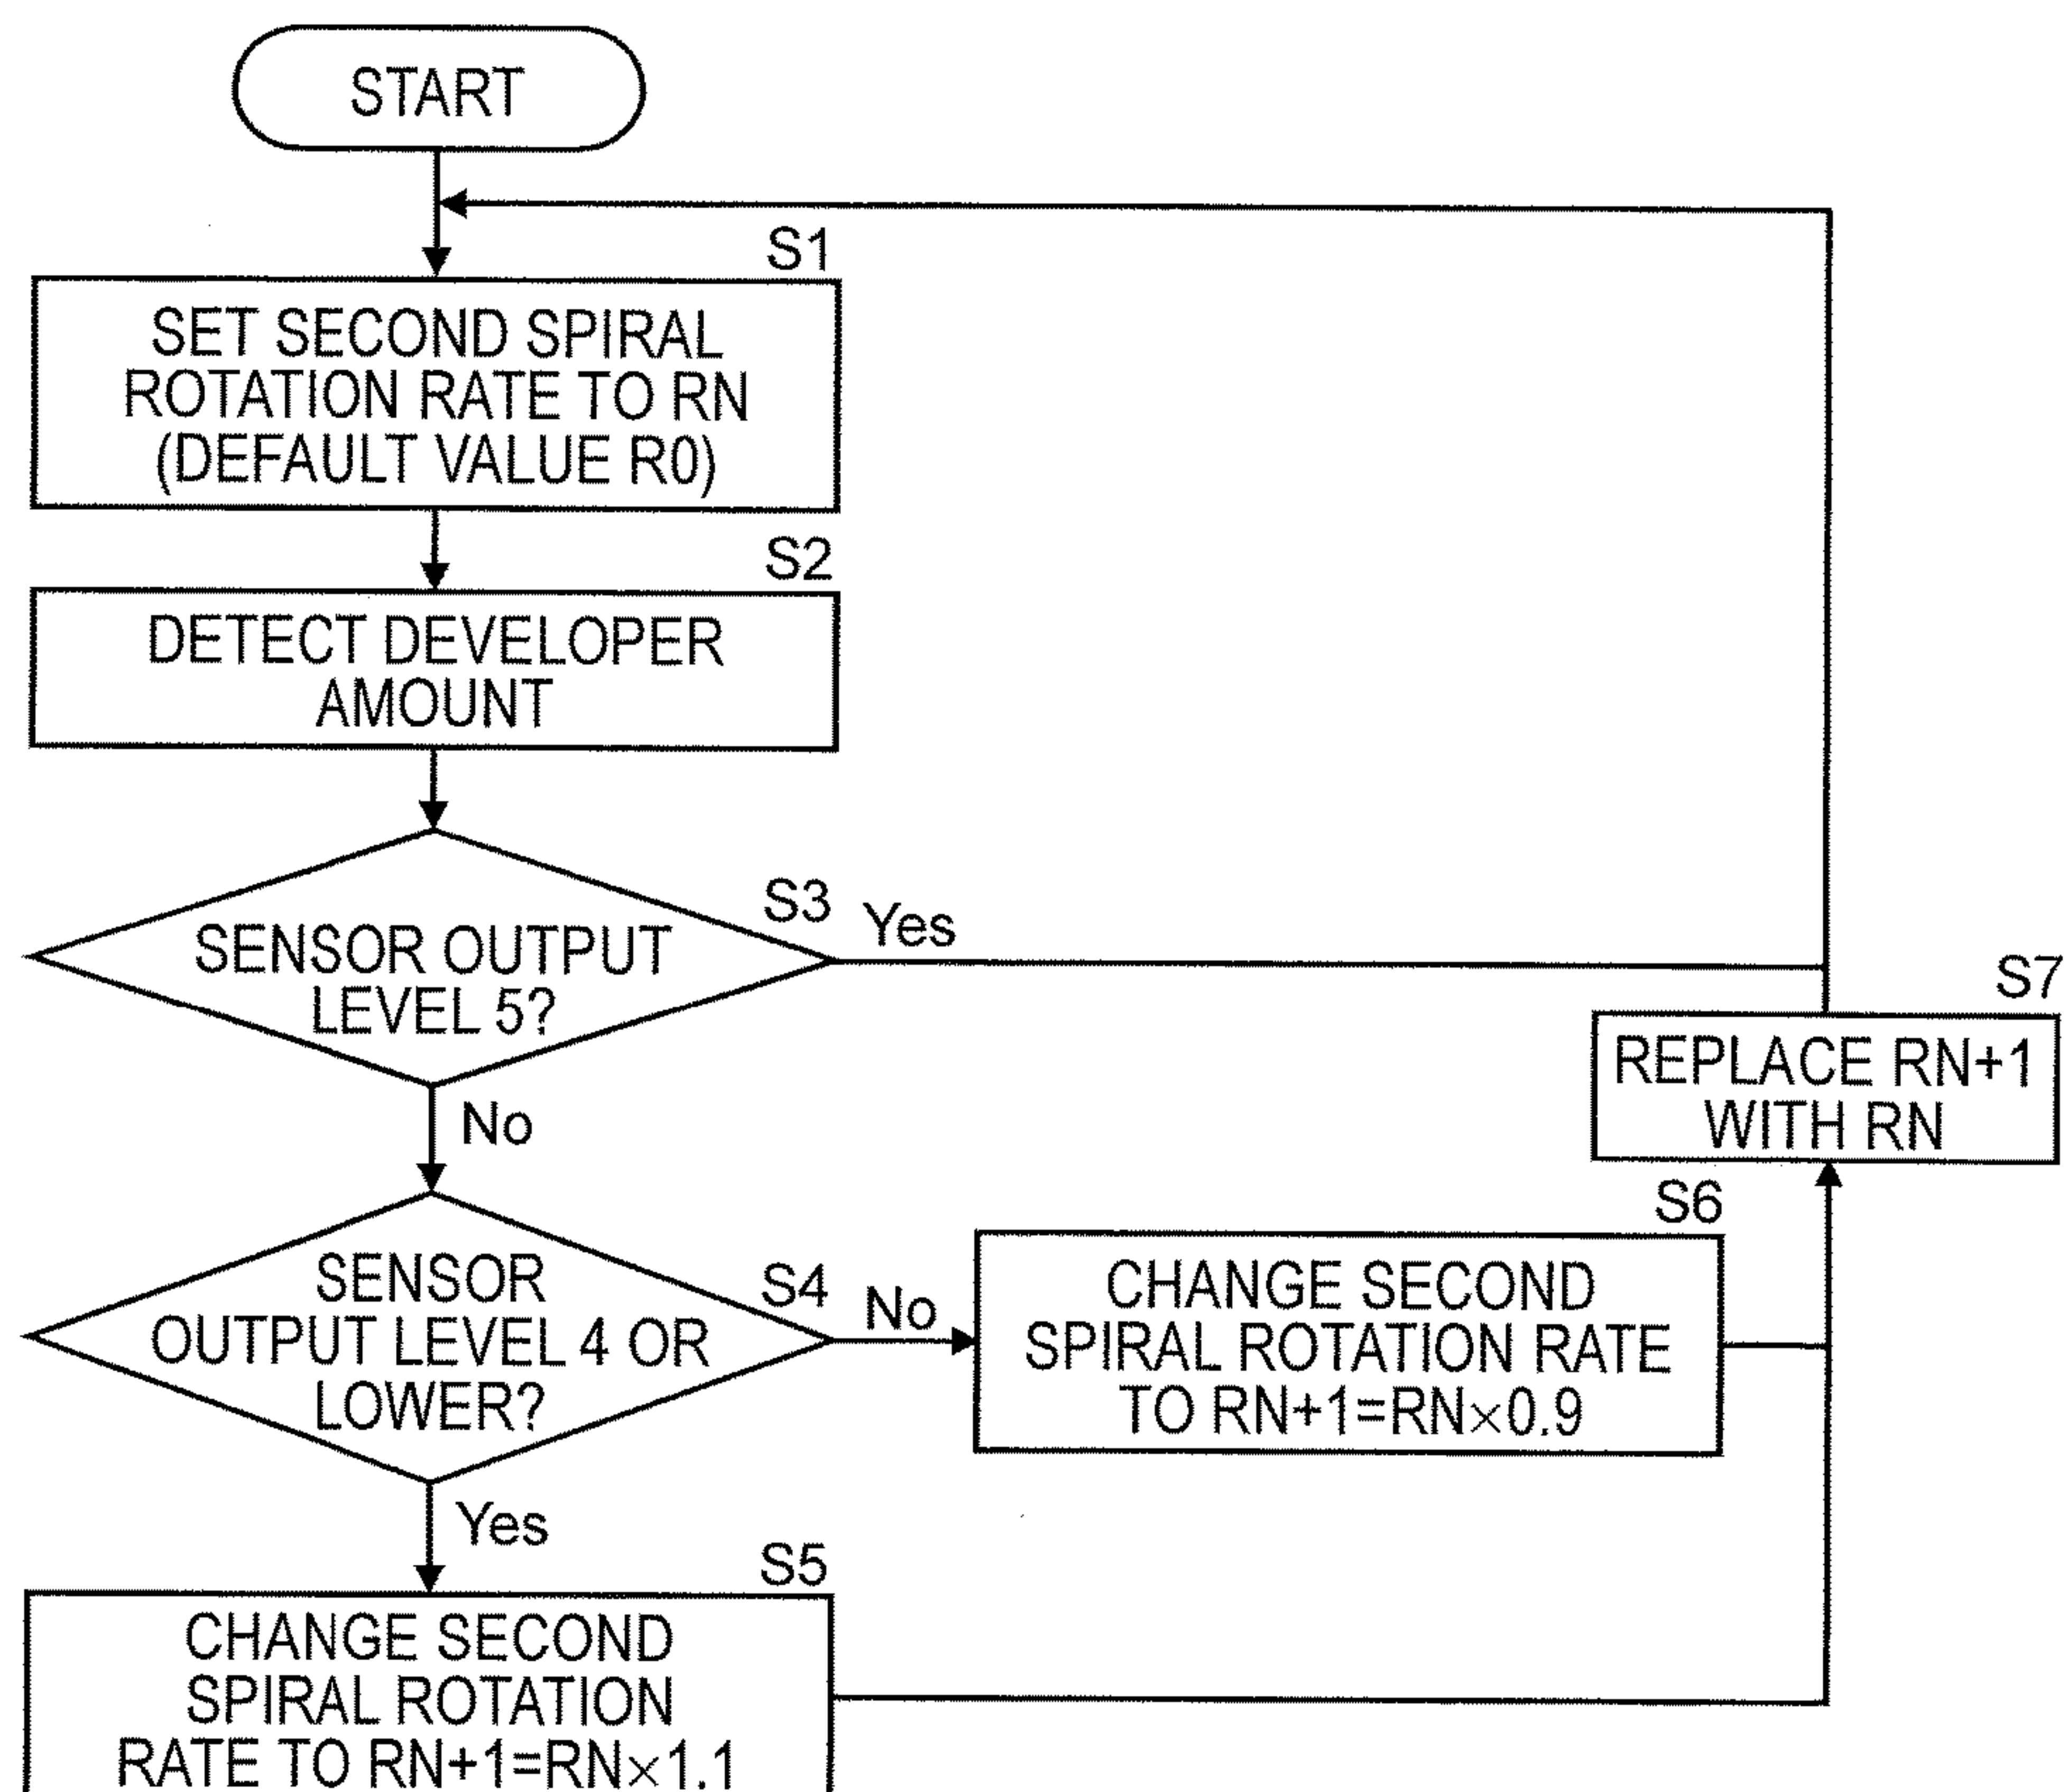 START
S1
SET SECOND SPIRAL
ROTATION RATE TO RN
(DEFAULT VALUE R0)
S2
DETECT DEVELOPER
AMOUNT
S3
Yes
SENSOR OUTPUT
LEVEL 5?
No
S7
REPLACE RN+1
WITH RN
S4
No
SENSOR
OUTPUT LEVEL 4 OR
LOWER?
S6
CHANGE SECOND
SPIRAL ROTATION RATE
TO RN+1=RN×0.9
Yes
S5
CHANGE SECOND
SPIRAL ROTATION
RATE TO RN+1=RN×1.1